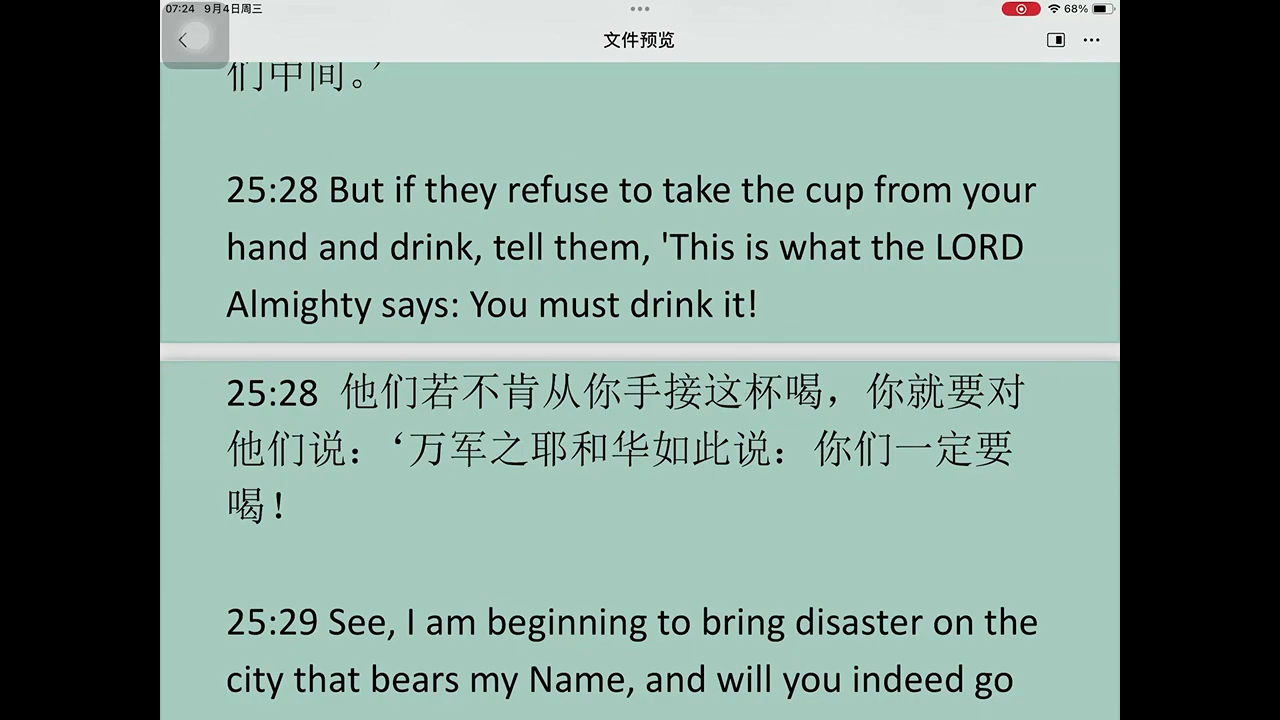 07:24 9月4日周三
68%
文件预览
们中间。’
25:28 But if they refuse to take the cup from your
hand and drink, tell them, 'This is what the LORD
Almighty says: You must drink it!
25:28 他们若不肯从你手接这杯喝，你就要对
他们说：‘万军之耶和华如此说：你们一定要
喝！
25:29 See, I am beginning to bring disaster on the
city that bears my Name, and will you indeed go